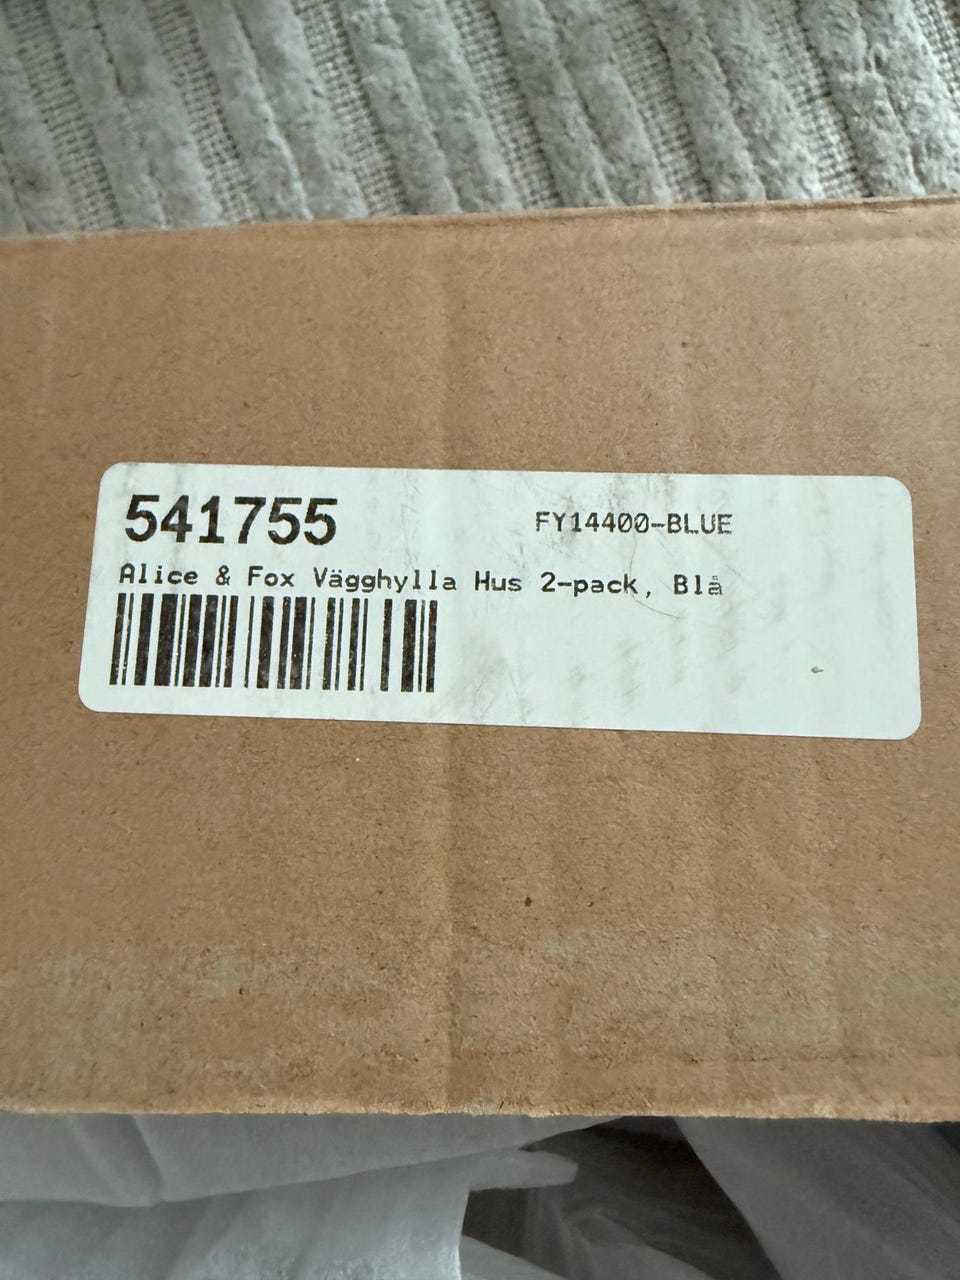 541755 FY14400-BLUE
Alice & Fox Vägghylla Hus 2-pack, Blå